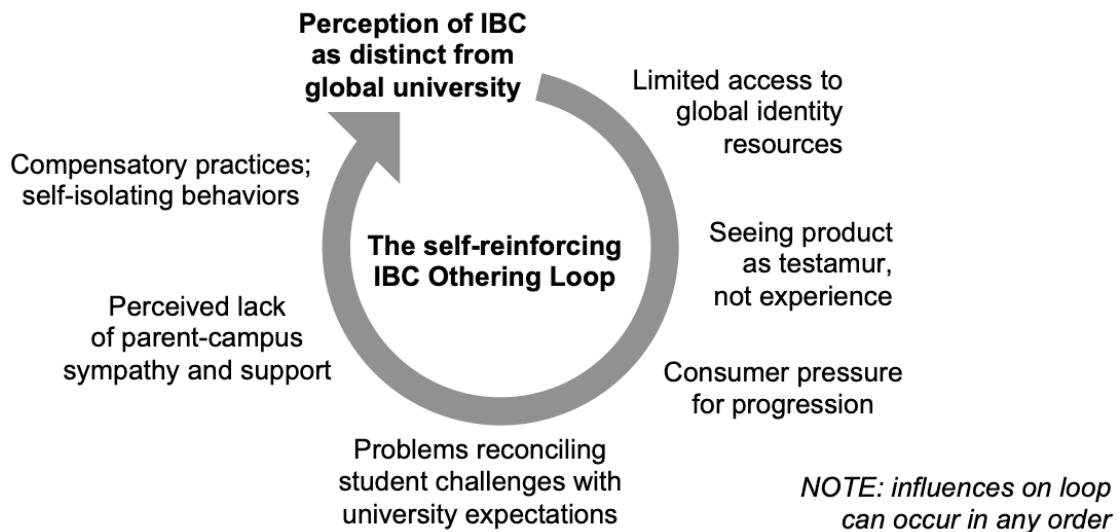 Perception of IBC
as distinct from
global university
Limited access to
global identity
resources
Seeing product
as testamur,
not experience
Consumer pressure
for progression
Problems reconciling
student challenges with
university expectations
Perceived lack
of parent-campus
sympathy and support
Compensatory practices;
self-isolating behaviors
The self-reinforcing
IBC Othering Loop
NOTE: influences on loop
can occur in any order